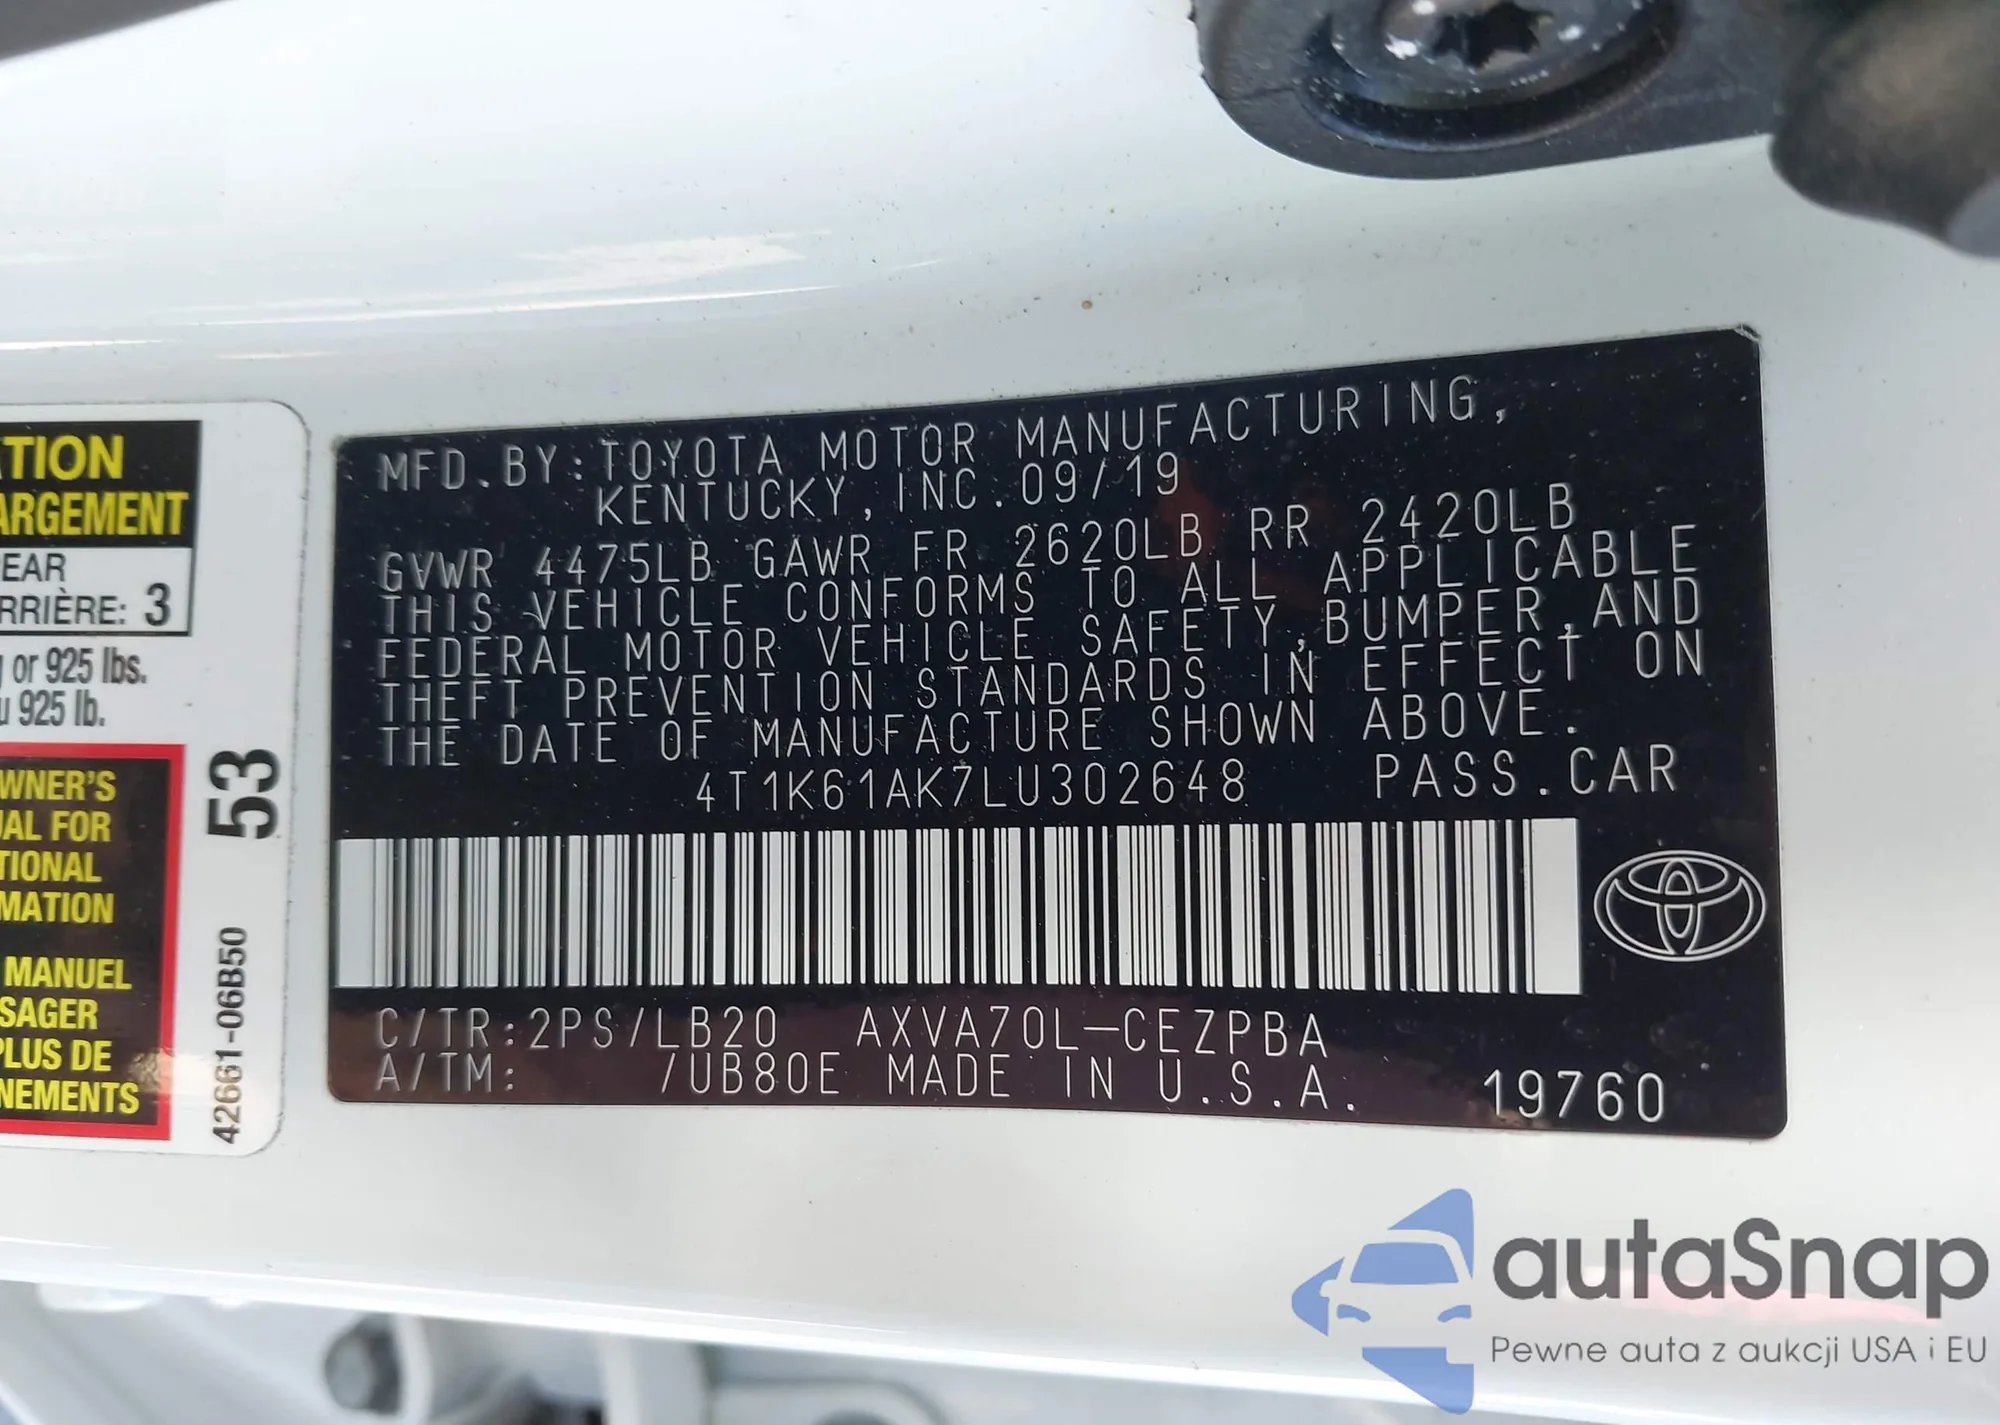 TION
ARGEMENT
EAR
RRIÈRE: 3
or 925 lbs.
u 925 lb.
WNER'S
JAL FOR
TIONAL
MATION
MANUEL
SAGER
PLUS DE
NEMENTS
53
42661-06B50
MFD.BY:TOYOTA MOTOR MANUFACTURING,
KENTUCKY, INC. 09/19
GVWR 4475LB GAWR FR 2620LB RR 2420LB
THIS VEHICLE CONFORMS TO ALL APPLICABLE
FEDERAL MOTOR VEHICLE SAFETY, BUMPER, AND
THEFT PREVENTION STANDARDS IN EFFECT ON
THE DATE OF MANUFACTURE SHOWN ABOVE.
4T1K61AK7LU302648 PASS.CAR
C/TR:2PS/LB20 AXVA70L-CEZPBA
A/TM: /UB80E MADE IN U.S.A. 19760
autaSnap
Pewne auta z aukcji USA i EU